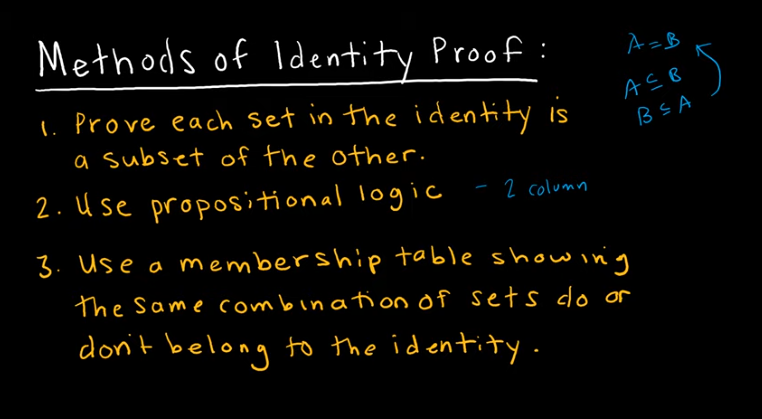 Methods of Identity Proof :
A = B
A ⊆ B
B ⊆ A
1. Prove each set in the identity is
a subset of the other.
2. Use propositional logic - 2 column
3. Use a membership table showing
the same combination of sets do or
don't belong to the identity.